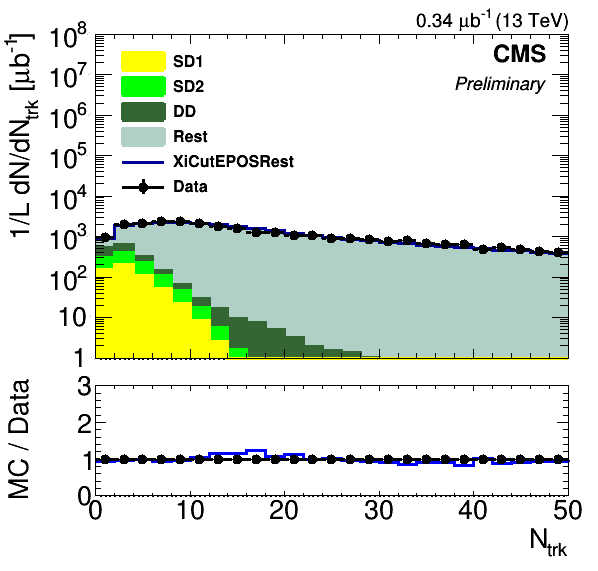 0.34 μb⁻¹ (13 TeV)
CMS
Preliminary
1/L dN/dN_trk [μb⁻¹]
10⁸
10⁷
10⁶
10⁵
10⁴
10³
10²
10
1
SD1
SD2
DD
Rest
XiCutEPOSRest
Data
MC / Data
3
2
1
0
0 10 20 30 40 50
N_trk